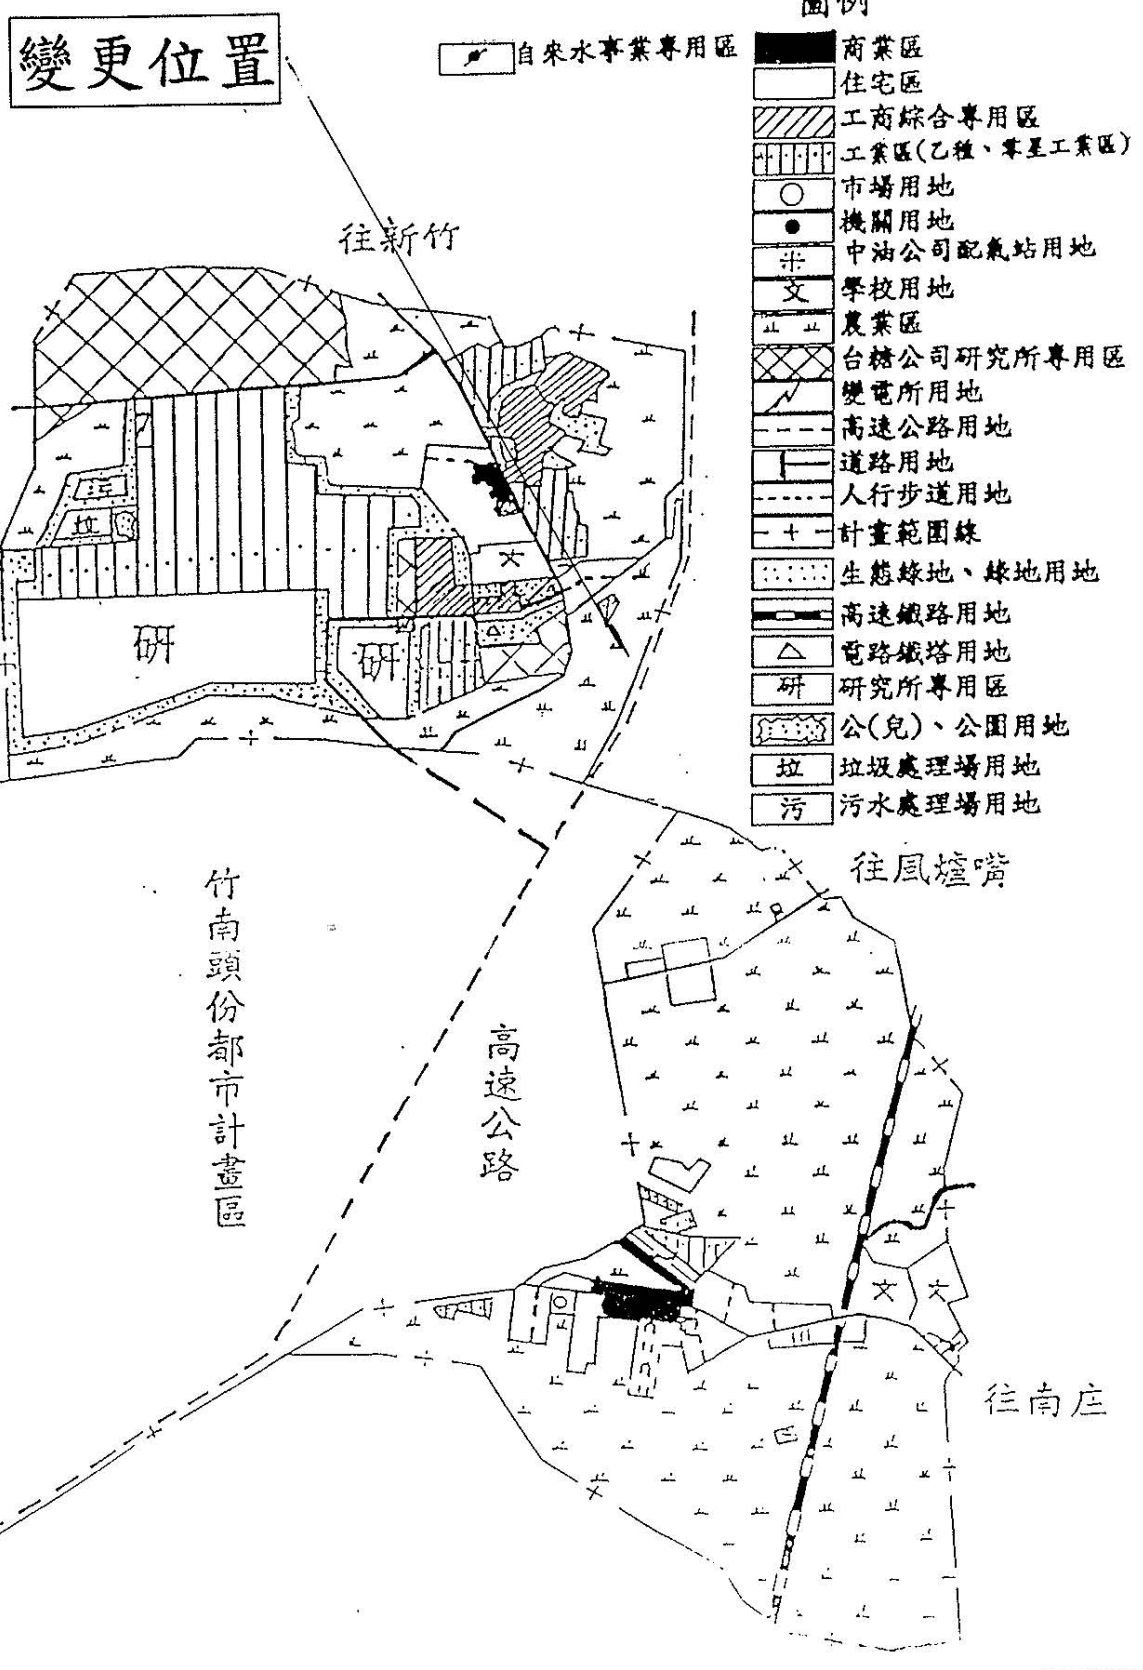 變更位置
圖例
自來水事業專用區
商業區
住宅區
工商綜合專用區
工業區(乙種、零星工業區)
市場用地
機關用地
米 中油公司配氣站用地
文 學校用地
農業區
台糖公司研究所專用區
變電所用地
高速公路用地
道路用地
人行步道用地
計畫範圍線
生態綠地、綠地用地
高速鐵路用地
電路鐵塔用地
研 研究所專用區
公(兒)、公園用地
垃 垃圾處理場用地
污 污水處理場用地
往新竹
污
垃
文
研
研
往風爐嘴
竹南頭份都市計畫區
高速公路
文
文
往南庄